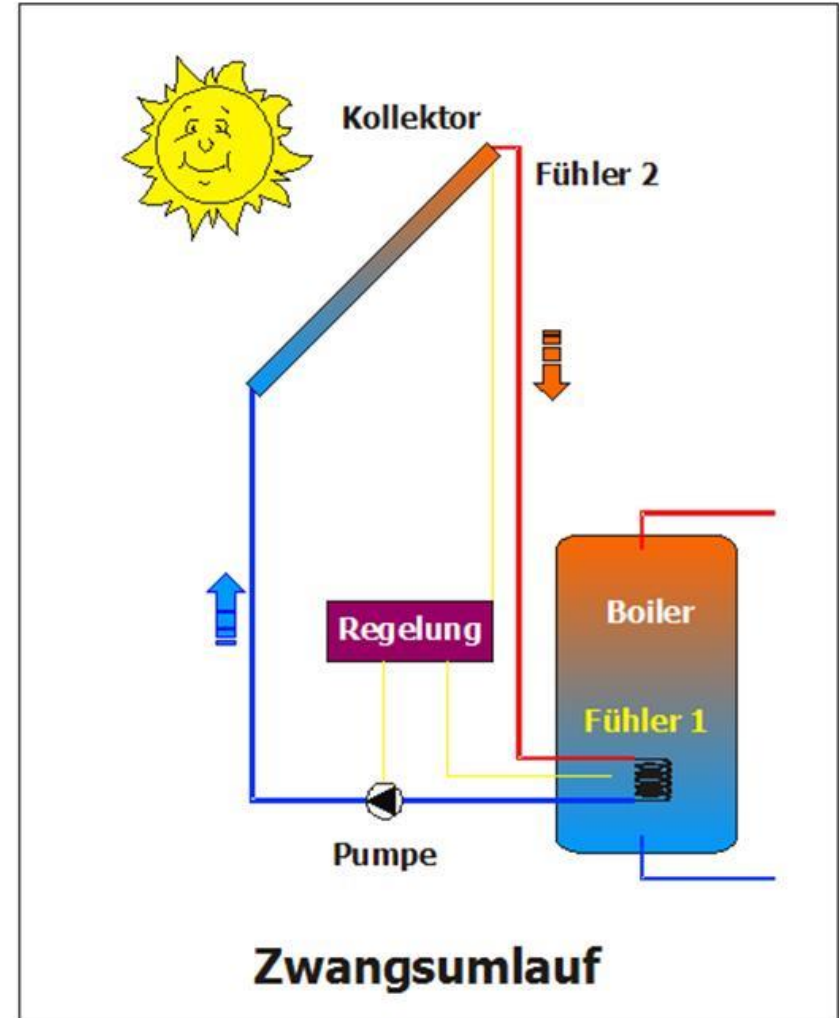 Kollektor
Fühler 2
Regelung
Boiler
Fühler 1
Pumpe
Zwangsumlauf